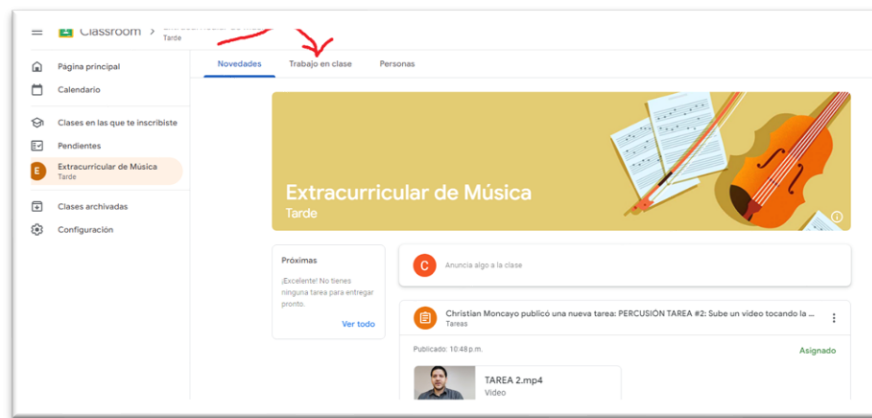 Classroom >
Tarde
Novedades
Trabajo en clase
Personas
Página principal
Calendario
Clases en las que te inscribiste
Pendientes
E
Extracurricular de Música
Tarde
Clases archivadas
Configuración
Extracurricular de Música
Tarde
Próximas
¡Excelente! No tienes
ninguna tarea para entregar
pronto.
Ver todo
C
Anuncia algo a la clase
Christian Moncayo publicó una nueva tarea: PERCUSIÓN TAREA #2: Sube un video tocando la ...
Tareas
Publicado: 10:48 p.m.
Asignado
TAREA 2.mp4
Video